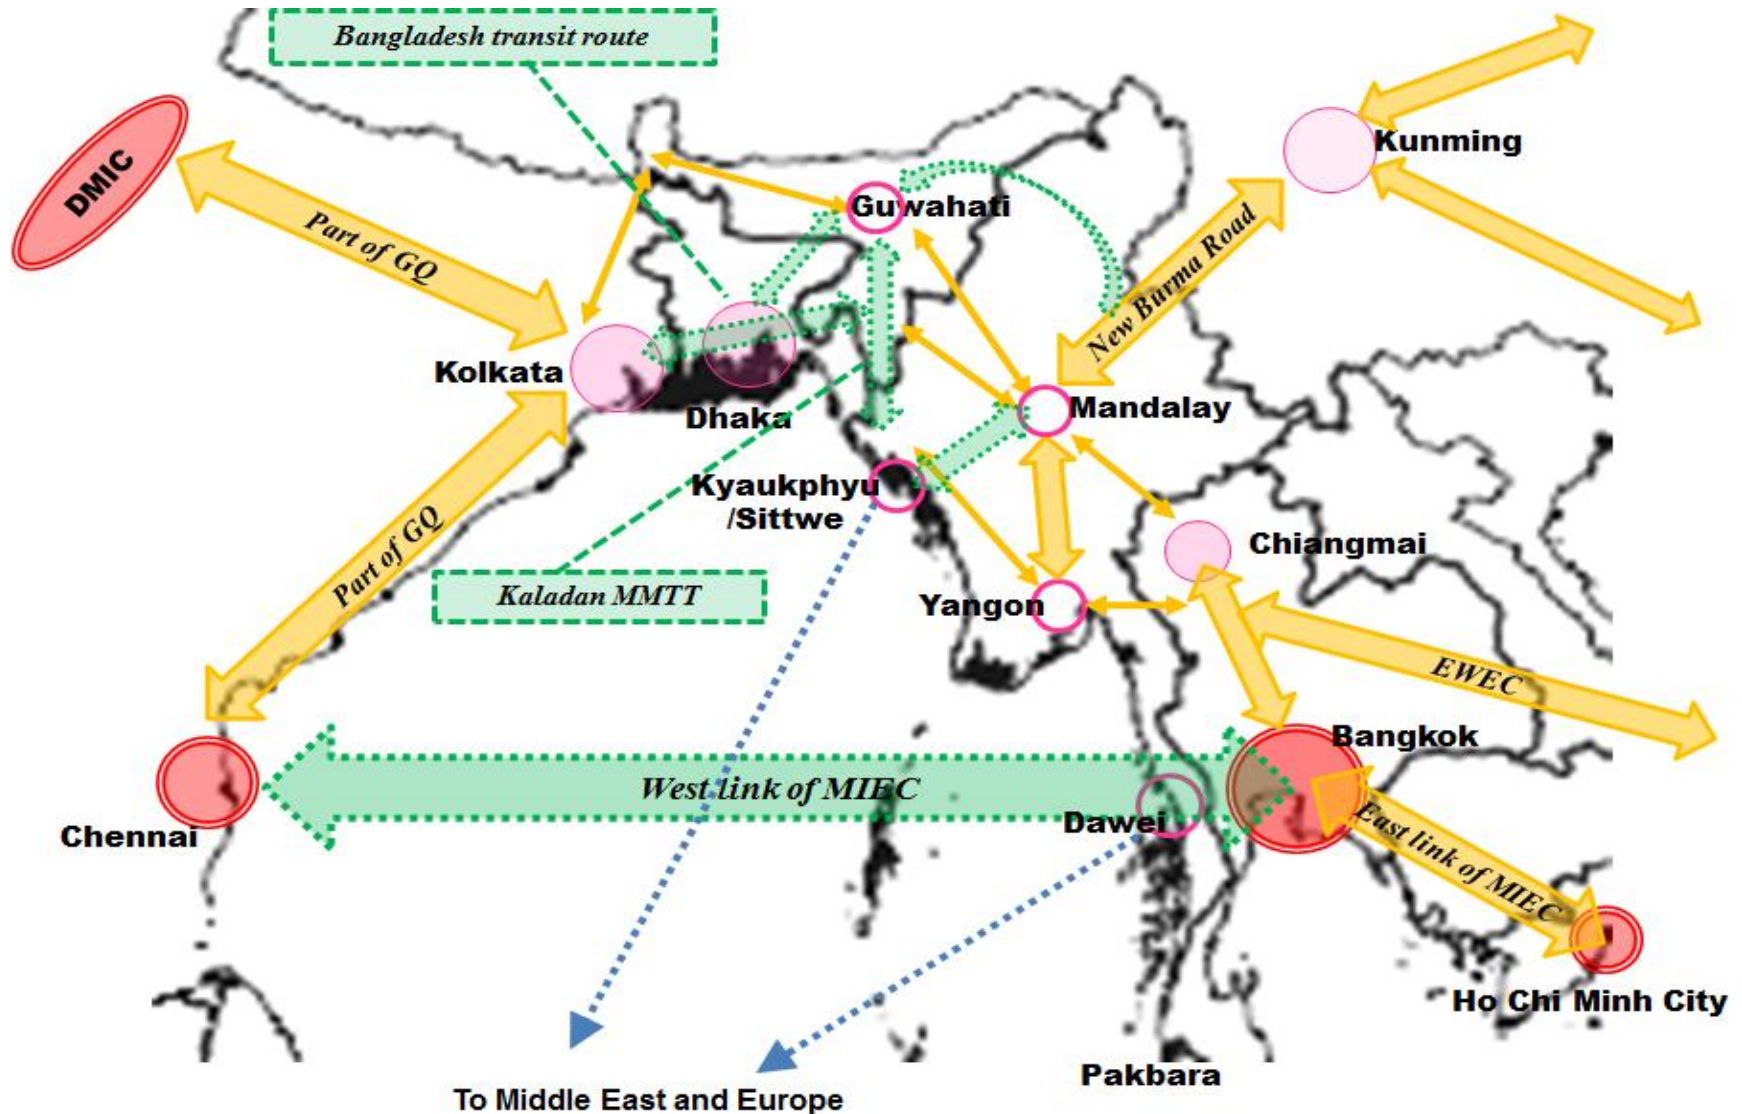 Bangladesh transit route
DMIC
Kunming
Guwahati
Part of GQ
New Burma Road
Kolkata
Mandalay
Dhaka
Kyaukphyu
/Sittwe
Chiangmai
Part of GQ
Kaladan MMTT
Yangon
EWEC
Bangkok
West link of MIEC
Dawei
Chennai
East link of MIEC
Ho Chi Minh City
Pakbara
To Middle East and Europe